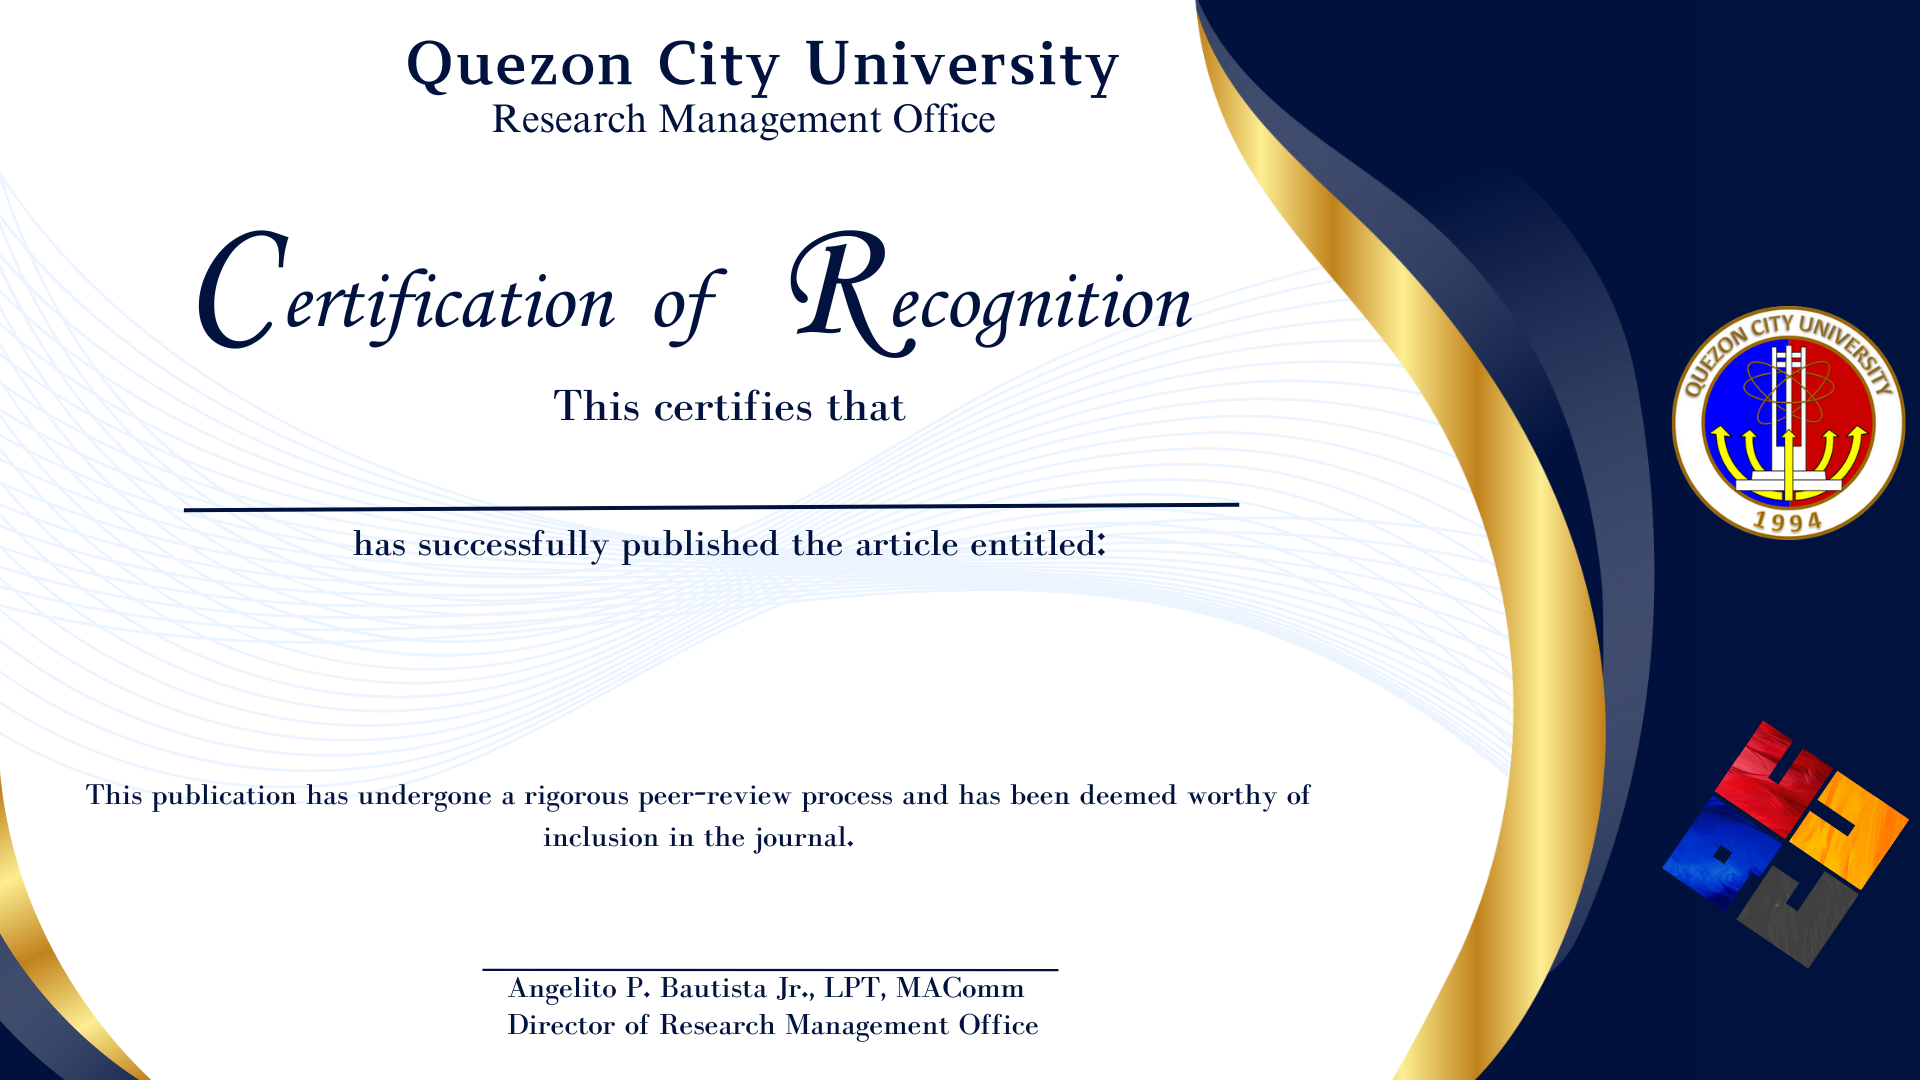 Quezon City University
Research Management Office
Certification of Recognition
This certifies that
has successfully published the article entitled:
This publication has undergone a rigorous peer-review process and has been deemed worthy of
inclusion in the journal.
Angelito P. Bautista Jr., LPT, MAComm
Director of Research Management Office
QUEZON CITY UNIVERSITY
1994